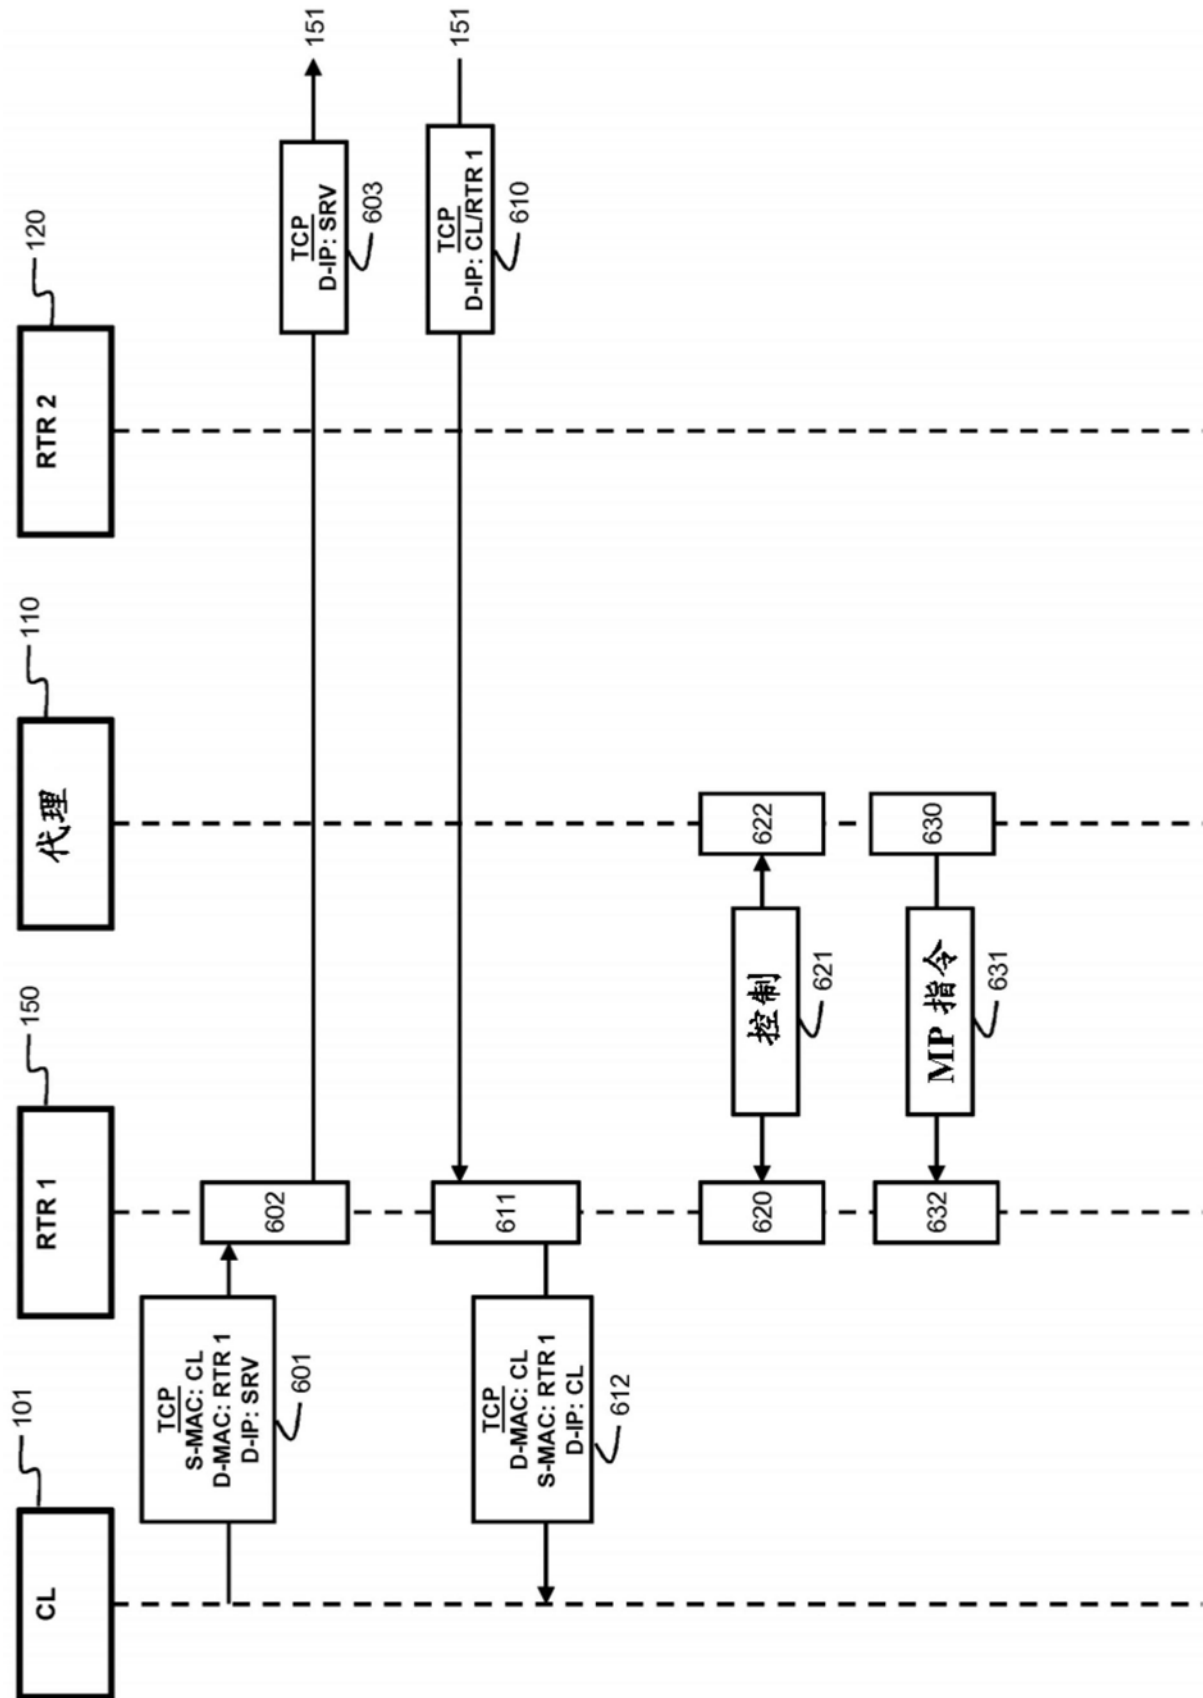 CL
101
RTR 1
150
代理
110
RTR 2
120
TCP
S-MAC: CL
D-MAC: RTR 1
D-IP: SRV
601
602
TCP
D-IP: SRV
603
151
TCP
D-IP: CL/RTR 1
610
151
611
TCP
D-MAC: CL
S-MAC: RTR 1
D-IP: CL
612
620
控制
621
622
632
MP 指令
631
630